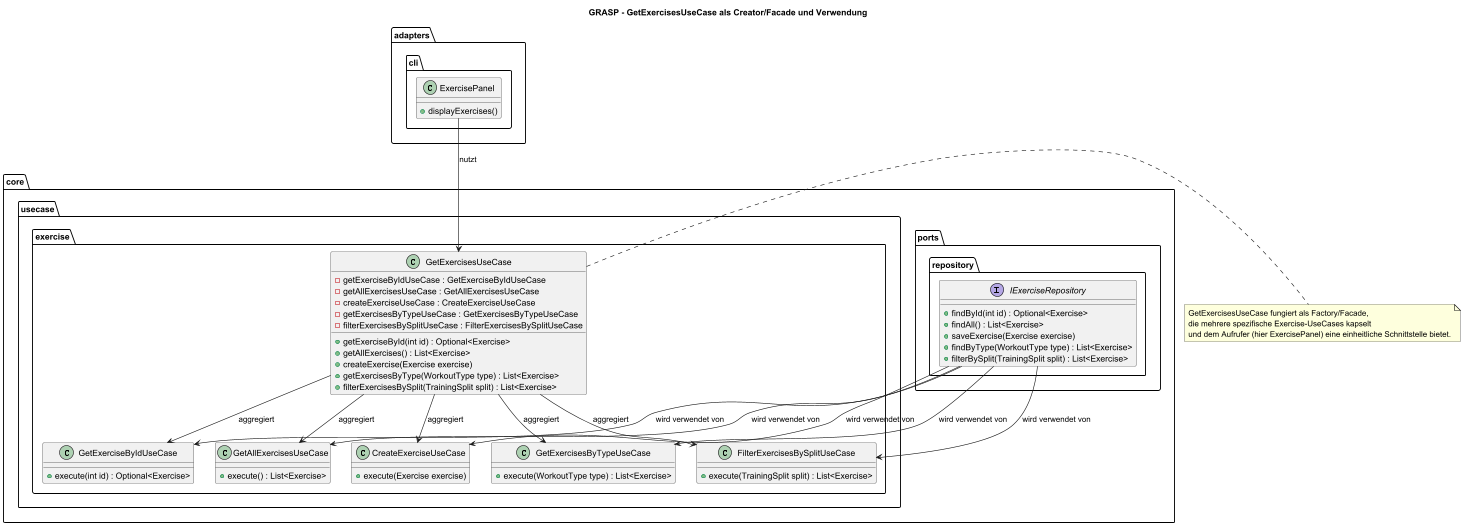 GRASP - GetExercisesUseCase als Creator/Facade und Verwendung
adapters
cli
C ExercisePanel
displayExercises()
nutzt
core
usecase
exercise
C GetExercisesUseCase
getExerciseByIdUseCase : GetExerciseByIdUseCase
getAllExercisesUseCase : GetAllExercisesUseCase
createExerciseUseCase : CreateExerciseUseCase
getExercisesByTypeUseCase : GetExercisesByTypeUseCase
filterExercisesBySplitUseCase : FilterExercisesBySplitUseCase
getExerciseById(int id) : Optional<Exercise>
getAllExercises() : List<Exercise>
createExercise(Exercise exercise)
getExercisesByType(WorkoutType type) : List<Exercise>
filterExercisesBySplit(TrainingSplit split) : List<Exercise>
ports
repository
I IExerciseRepository
findById(int id) : Optional<Exercise>
findAll() : List<Exercise>
saveExercise(Exercise exercise)
findByType(WorkoutType type) : List<Exercise>
filterBySplit(TrainingSplit split) : List<Exercise>
GetExercisesUseCase fungiert als Factory/Facade,
die mehrere spezifische Exercise-UseCases kapselt
und dem Aufrufer (hier ExercisePanel) eine einheitliche Schnittstelle bietet.
aggregiert
aggregiert
aggregiert
aggregiert
aggregiert
wird verwendet von
wird verwendet von
wird verwendet von
wird verwendet von
wird verwendet von
C GetExerciseByIdUseCase
execute(int id) : Optional<Exercise>
C GetAllExercisesUseCase
execute() : List<Exercise>
C CreateExerciseUseCase
execute(Exercise exercise)
C GetExercisesByTypeUseCase
execute(WorkoutType type) : List<Exercise>
C FilterExercisesBySplitUseCase
execute(TrainingSplit split) : List<Exercise>